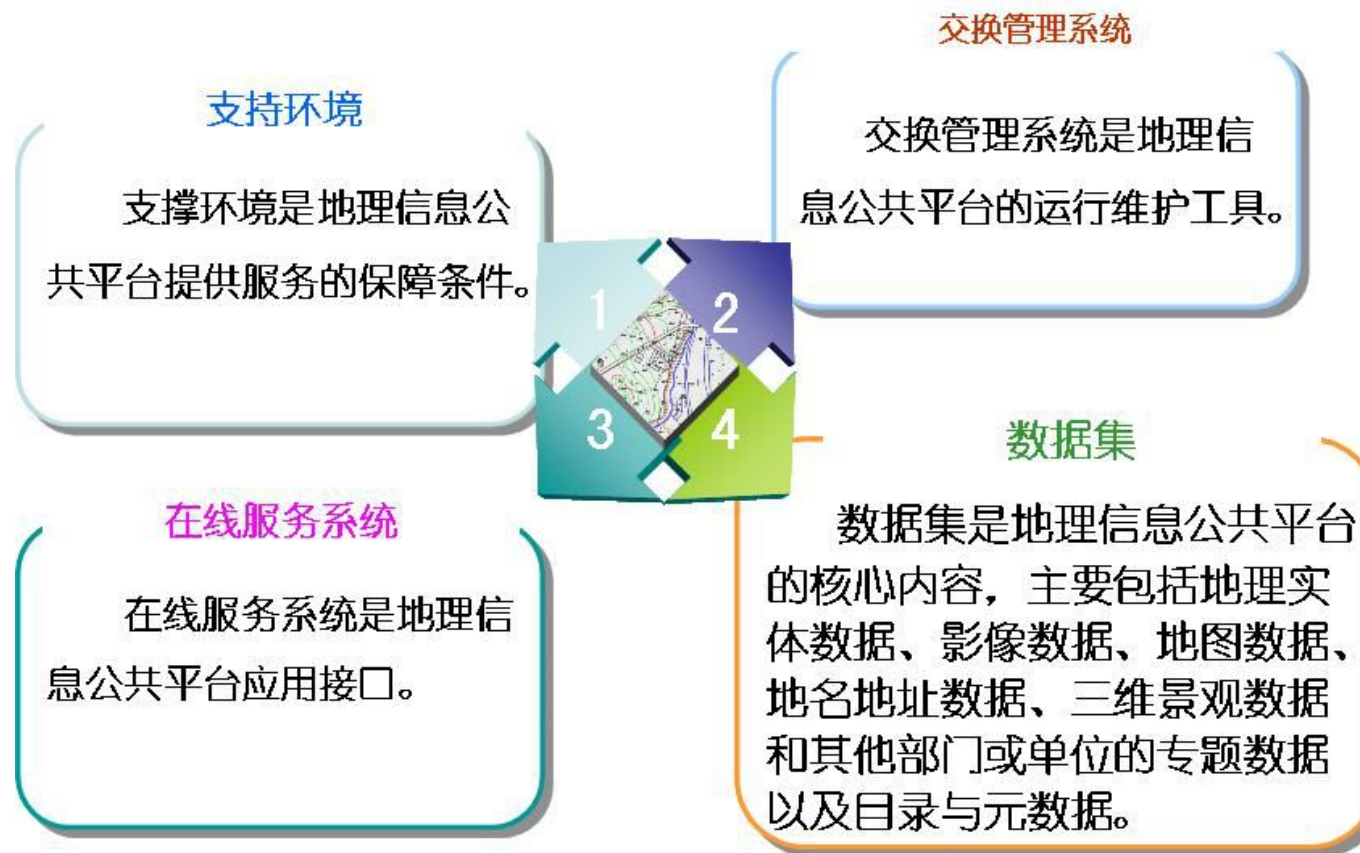 支持环境
支撑环境是地理信息公
共平台提供服务的保障条件。
交换管理系统
交换管理系统是地理信
息公共平台的运行维护工具。
1
2
3
4
在线服务系统
在线服务系统是地理信
息公共平台应用接口。
数据集
数据集是地理信息公共平台
的核心内容，主要包括地理实
体数据、影像数据、地图数据、
地名地址数据、三维景观数据
和其他部门或单位的专题数据
以及目录与元数据。